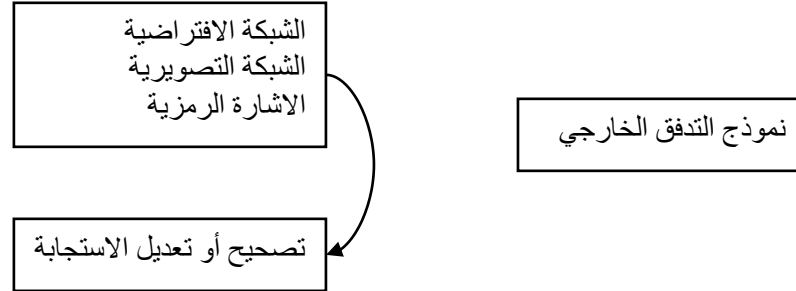 الشبكة الافتراضية
الشبكة التصويرية
الاشارة الرمزية
نموذج التدفق الخارجي
تصحيح أو تعديل الاستجابة